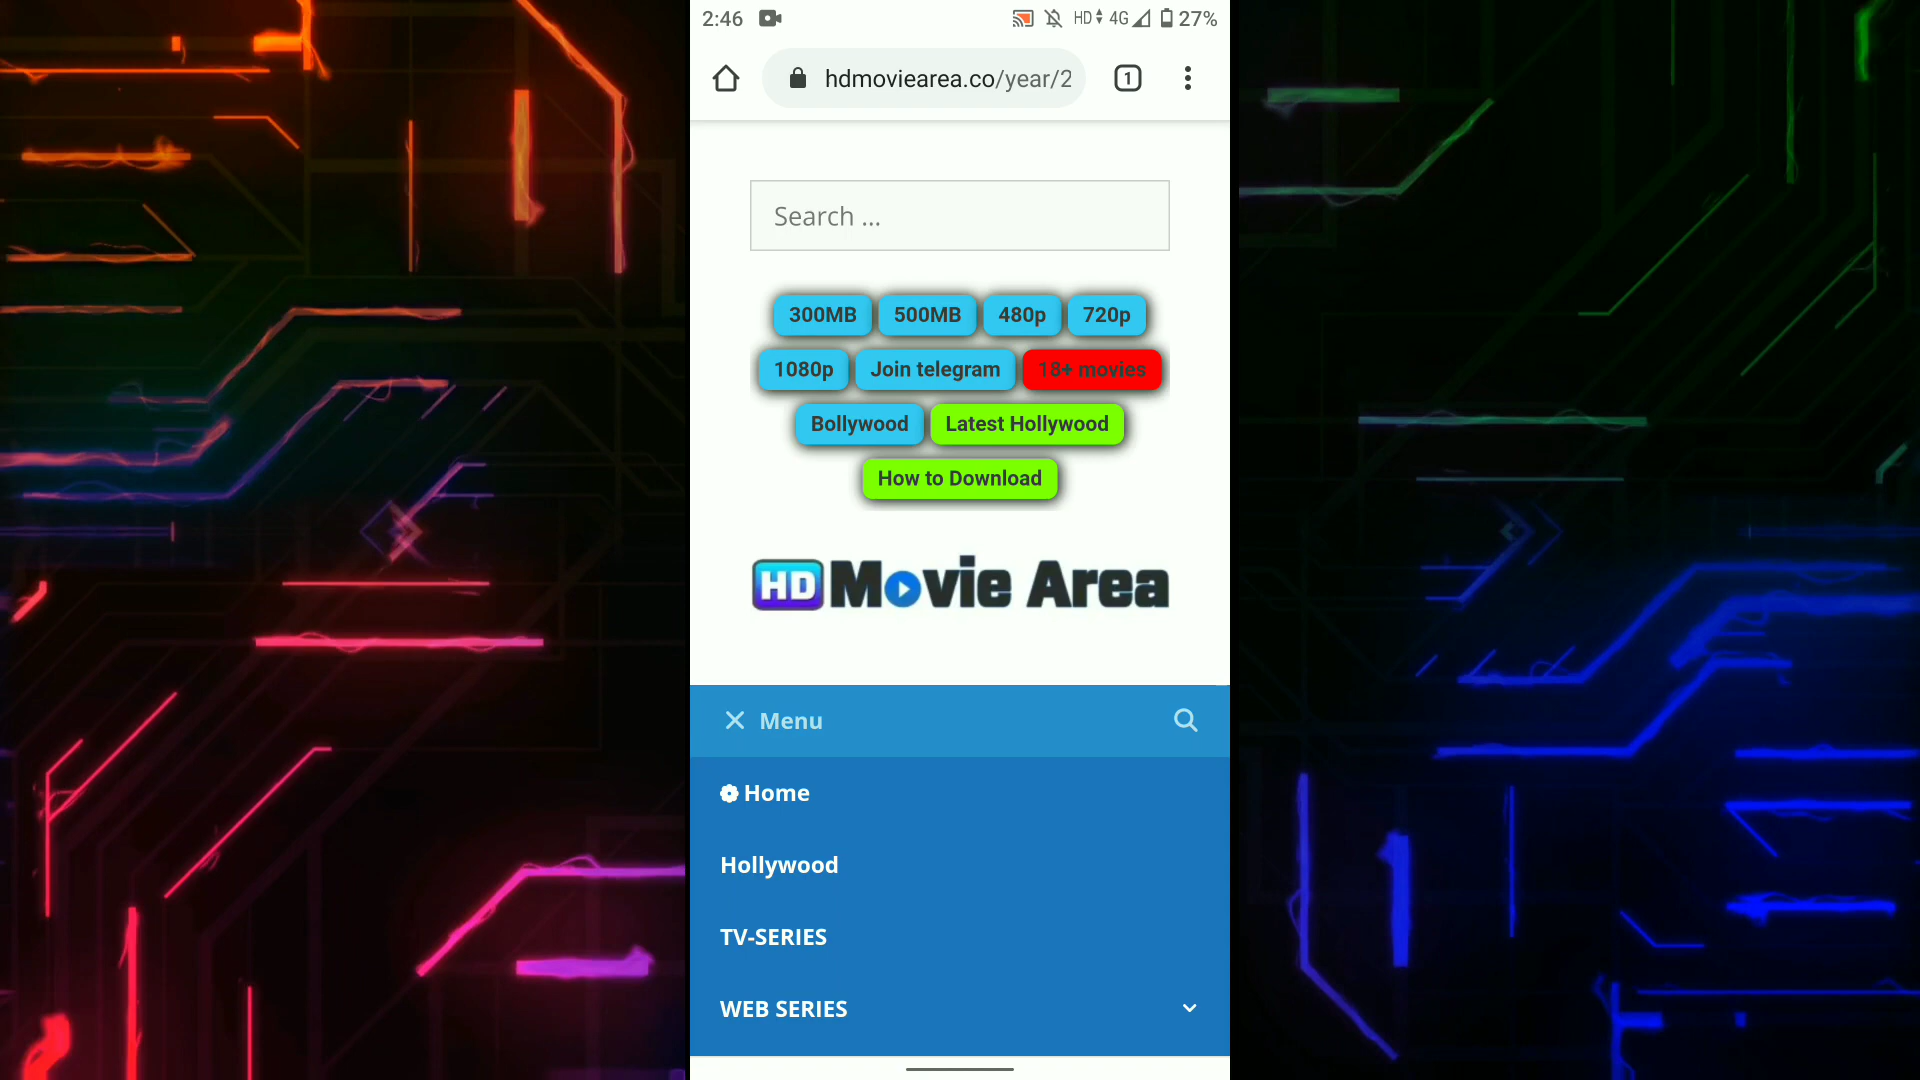 2:46 HD 4G 27%
hdmoviearea.co/year/2 1
Search ...
300MB 500MB 480p 720p
1080p Join telegram 18+ movies
Bollywood Latest Hollywood
How to Download
HD Movie Area
Menu
Home
Hollywood
TV-SERIES
WEB SERIES